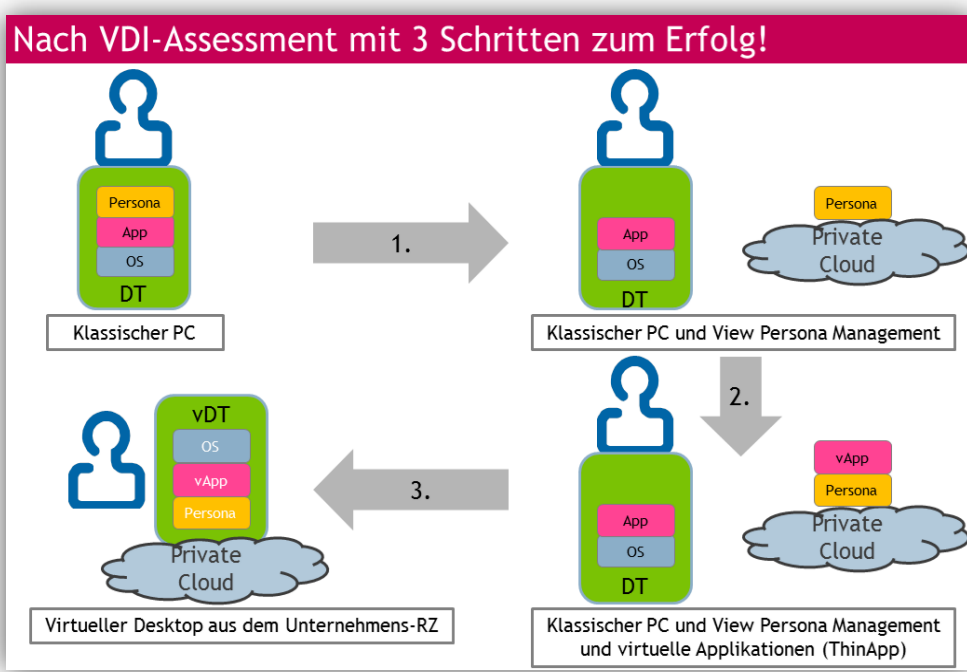 Nach VDI-Assessment mit 3 Schritten zum Erfolg!
Persona
App
OS
DT
Klassischer PC
1.
App
OS
DT
Persona
Private
Cloud
Klassischer PC und View Persona Management
2.
App
OS
DT
vApp
Persona
Private
Cloud
Klassischer PC und View Persona Management
und virtuelle Applikationen (ThinApp)
3.
vDT
OS
vApp
Persona
Private
Cloud
Virtueller Desktop aus dem Unternehmens-RZ